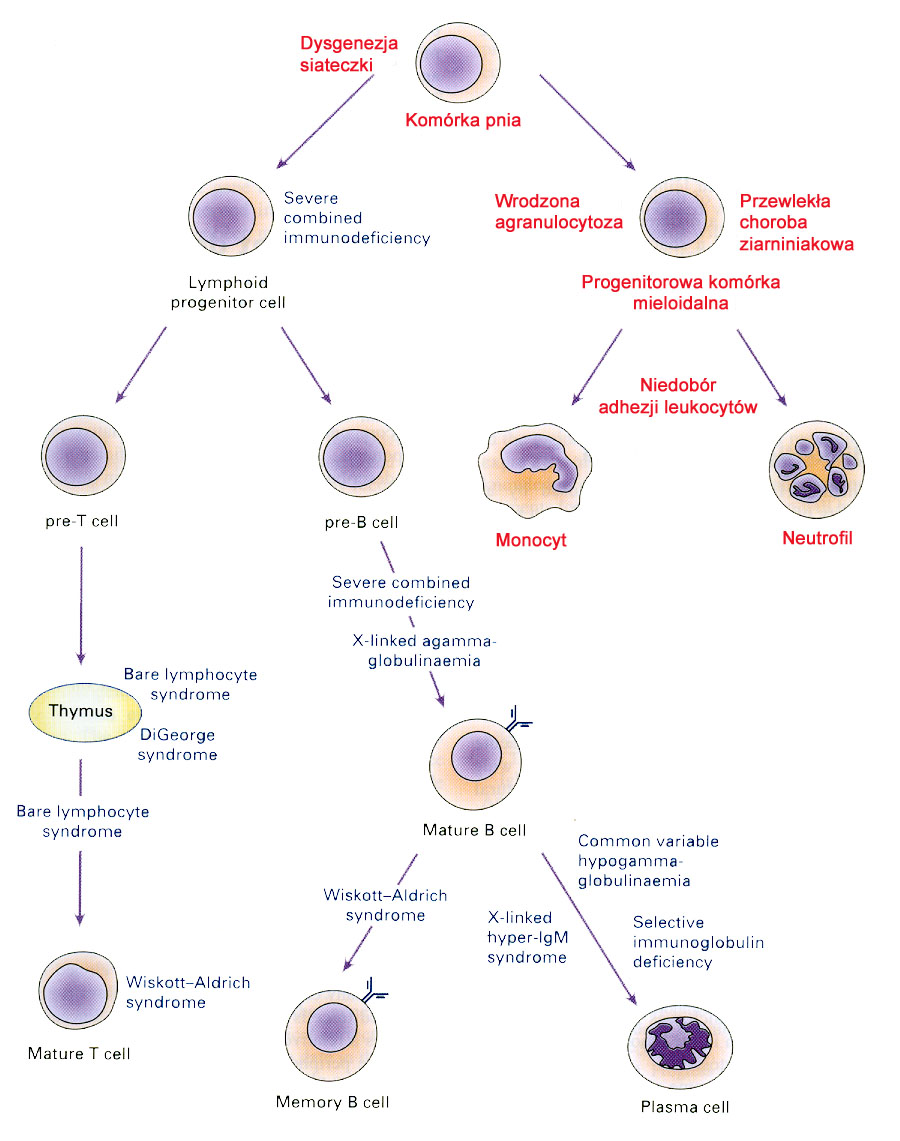 Dysgenezja
siateczki
Komórka pnia
Severe
combined
immunodeficiency
Lymphoid
progenitor cell
Wrodzona
agranulocytoza
Przewlekła
choroba
ziarniniakowa
Progenitorowa komórka
mieloidalna
Niedobór
adhezji leukocytów
pre-T cell
pre-B cell
Monocyt
Neutrofil
Severe combined
immunodeficiency
X-linked agamma-
globulinaemia
Bare lymphocyte
syndrome
Thymus
DiGeorge
syndrome
Bare lymphocyte
syndrome
Mature B cell
Common variable
hypogamma-
globulinaemia
Wiskott–Aldrich
syndrome
X-linked
hyper-IgM
syndrome
Selective
immunoglobulin
deficiency
Wiskott–Aldrich
syndrome
Mature T cell
Memory B cell
Plasma cell